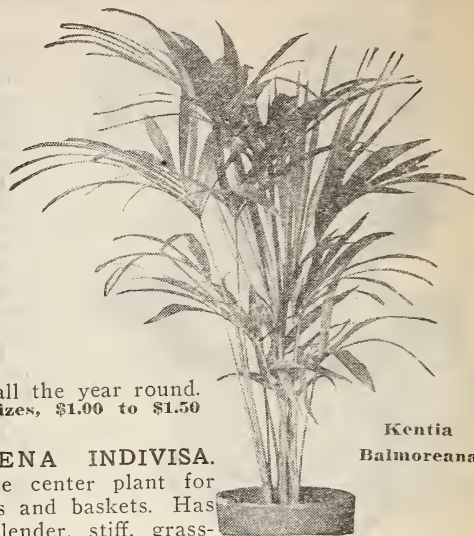 all the year round.
izes, $1.00 to $1.50
ENA INDIVISA.
e center plant for
s and baskets. Has
lender, stiff, grass-
Kentia
Balmoreana